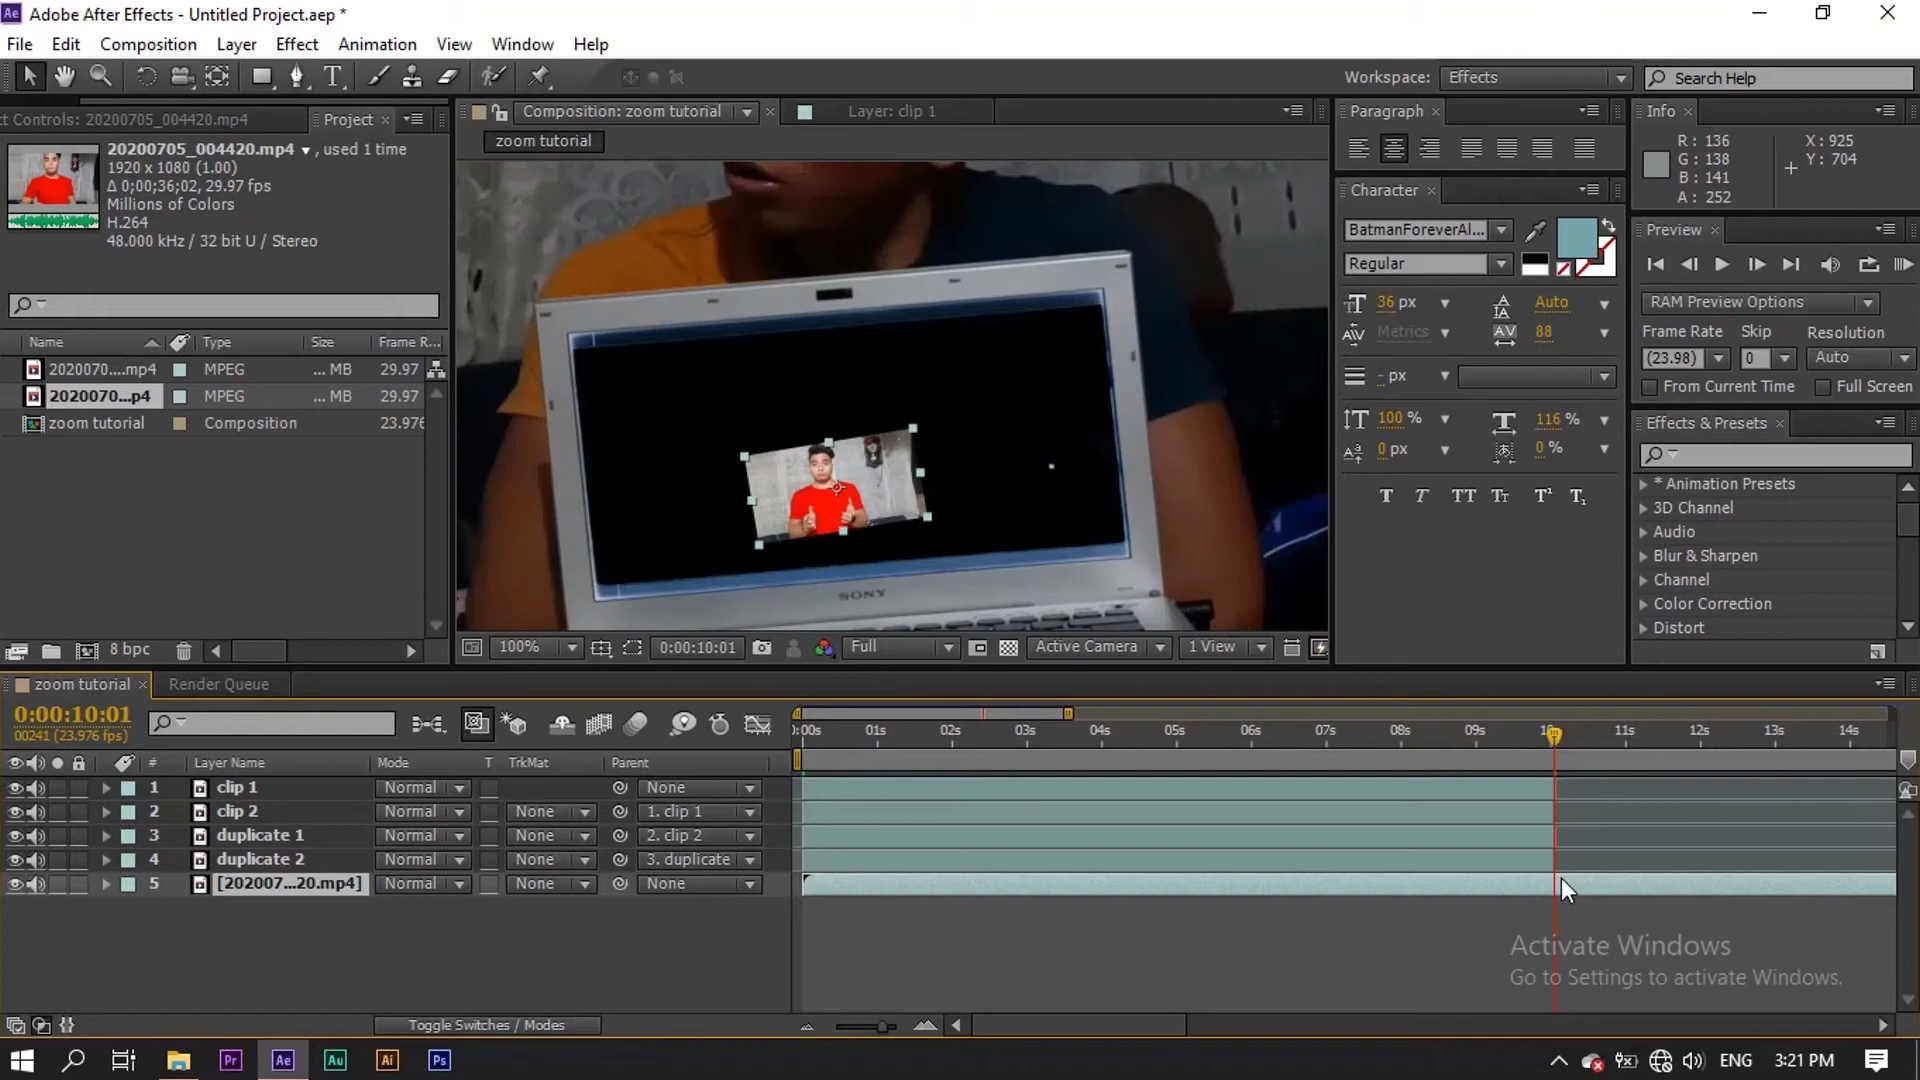 Adobe After Effects - Untitled Project.aep *
File Edit Composition Layer Effect Animation View Window Help
Workspace: Effects Search Help
ct Controls: 20200705_004420.mp4 Project
Composition: zoom tutorial Layer: clip 1
zoom tutorial
20200705_004420.mp4 , used 1 time
1920 x 1080 (1.00)
Δ 0;00;36;02, 29.97 fps
Millions of Colors
H.264
48.000 kHz / 32 bit U / Stereo
Name Type Size Frame R...
2020070....mp4 MPEG ... MB 29.97
2020070...p4 MPEG ... MB 29.97
zoom tutorial Composition 23.976
8 bpc
SONY
100% 0:00:10:01 Full Active Camera 1 View
Paragraph
Character
BatmanForeverAl...
Regular
36 px Auto
Metrics 88
- px
100 % 116 %
0 px 0 %
T T TT Tт T¹ T₁
Info
R : 136 X : 925
G : 138 Y : 704
B : 141
A : 252
Preview
RAM Preview Options
Frame Rate Skip Resolution
(23.98) 0 Auto
From Current Time Full Screen
Effects & Presets
* Animation Presets
3D Channel
Audio
Blur & Sharpen
Channel
Color Correction
Distort
zoom tutorial Render Queue
0:00:10:01
00241 (23.976 fps)
):00s 01s 02s 03s 04s 05s 06s 07s 08s 09s 11s 12s 13s 14s
# Layer Name Mode T TrkMat Parent
1 clip 1 Normal None
2 clip 2 Normal None 1. clip 1
3 duplicate 1 Normal None 2. clip 2
4 duplicate 2 Normal None 3. duplicate
5 [202007...20.mp4] Normal None None
Activate Windows
Go to Settings to activate Windows.
Toggle Switches / Modes
Pr Ae Au Ai Ps
ENG 3:21 PM